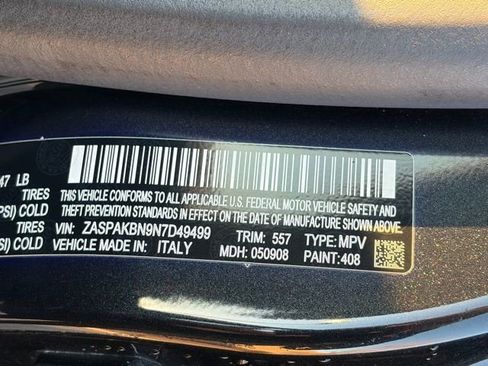 47 LB
TIRES THIS VEHICLE CONFORMS TO ALL APPLICABLE U.S. FEDERAL MOTOR VEHICLE SAFETY AND
PSI) COLD THEFT PREVENTION STANDARDS IN EFFECT ON THE DATE OF MANUFACTURE SHOWN ABOVE.
TIRES VIN: ZASPAKBN9N7D49499 TRIM: 557 TYPE: MPV
PSI) COLD VEHICLE MADE IN: ITALY MDH: 050908 PAINT: 408